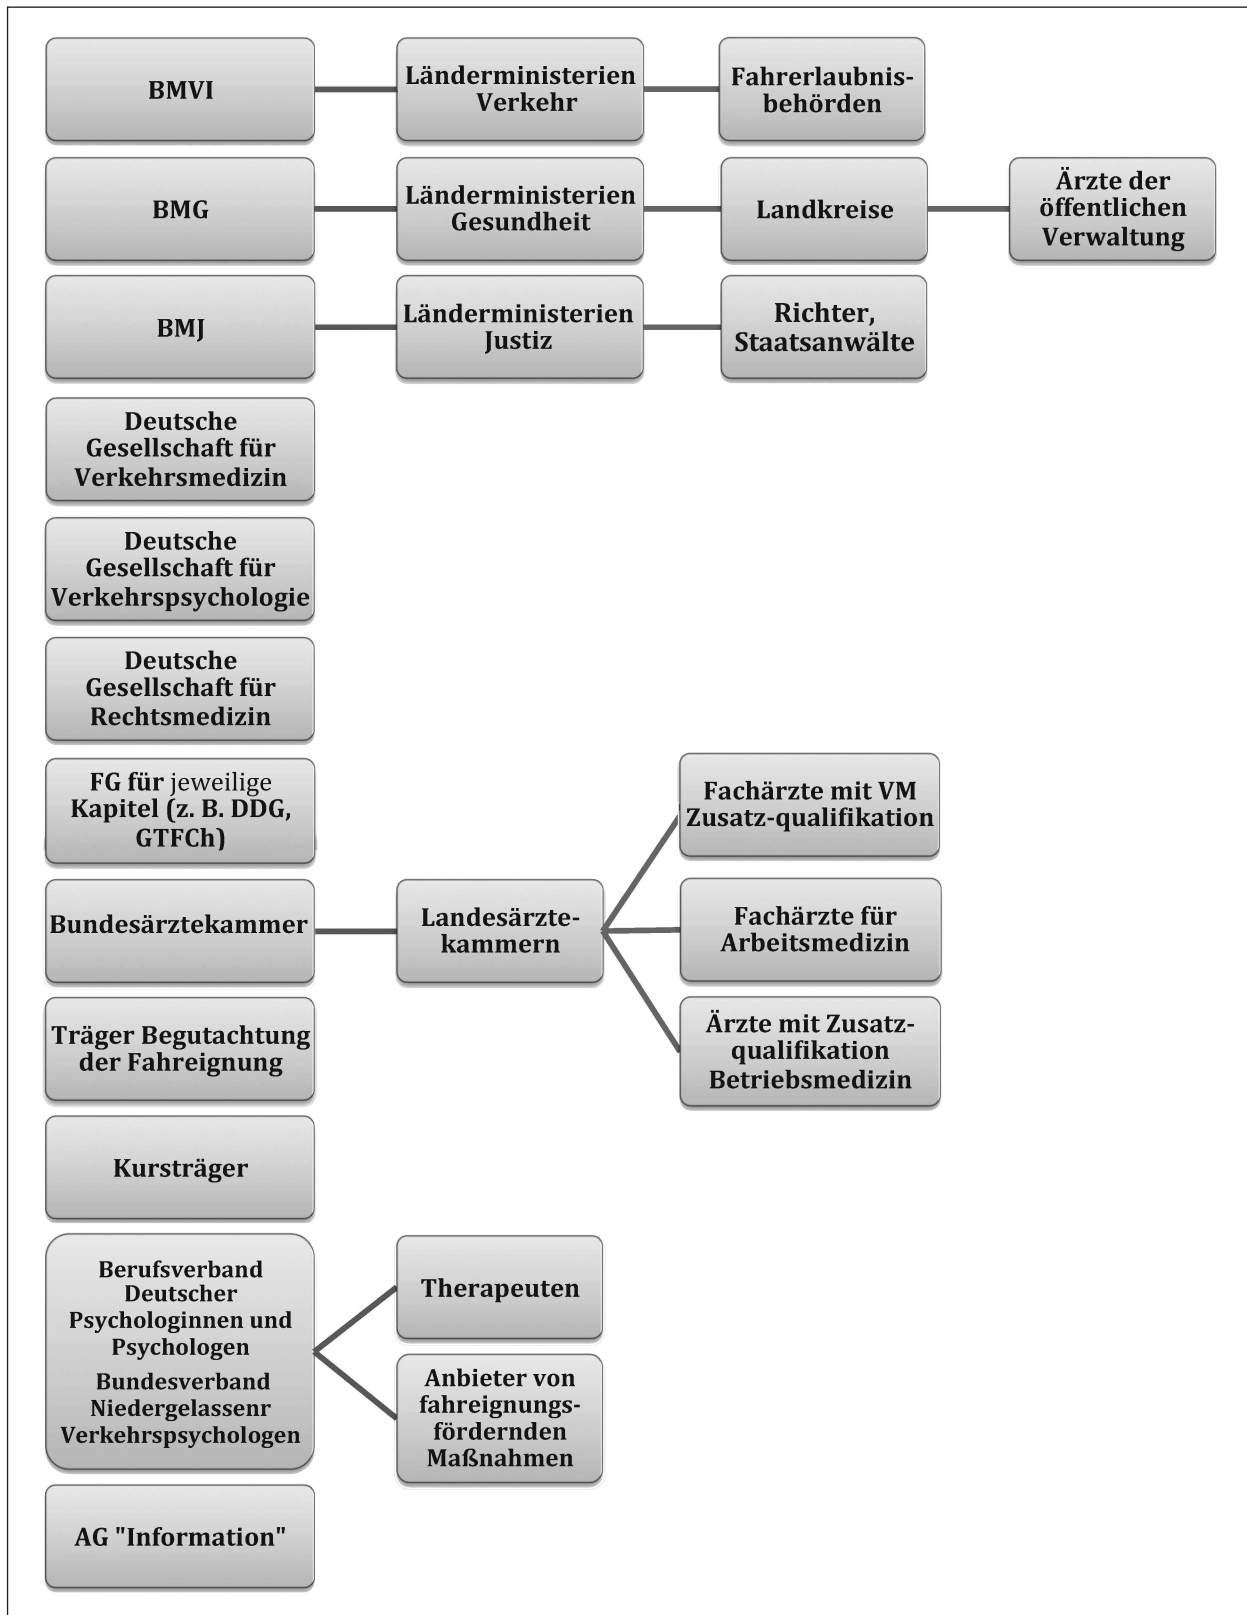 BMVI
Länderministerien
Verkehr
Fahrerlaubnis-
behörden
BMG
Länderministerien
Gesundheit
Landkreise
Ärzte der
öffentlichen
Verwaltung
BMJ
Länderministerien
Justiz
Richter,
Staatsanwälte
Deutsche
Gesellschaft für
Verkehrsmedizin
Deutsche
Gesellschaft für
Verkehrspsychologie
Deutsche
Gesellschaft für
Rechtsmedizin
FG für jeweilige
Kapitel (z. B. DDG,
GTFCh)
Bundesärztekammer
Landesärzte-
kammern
Fachärzte mit VM
Zusatz-qualifikation
Fachärzte für
Arbeitsmedizin
Ärzte mit Zusatz-
qualifikation
Betriebsmedizin
Träger Begutachtung
der Fahreignung
Kursträger
Berufsverband
Deutscher
Psychologinnen und
Psychologen
Bundesverband
Niedergelassenr
Verkehrspsychologen
Therapeuten
Anbieter von
fahreignungs-
fördernden
Maßnahmen
AG "Information"